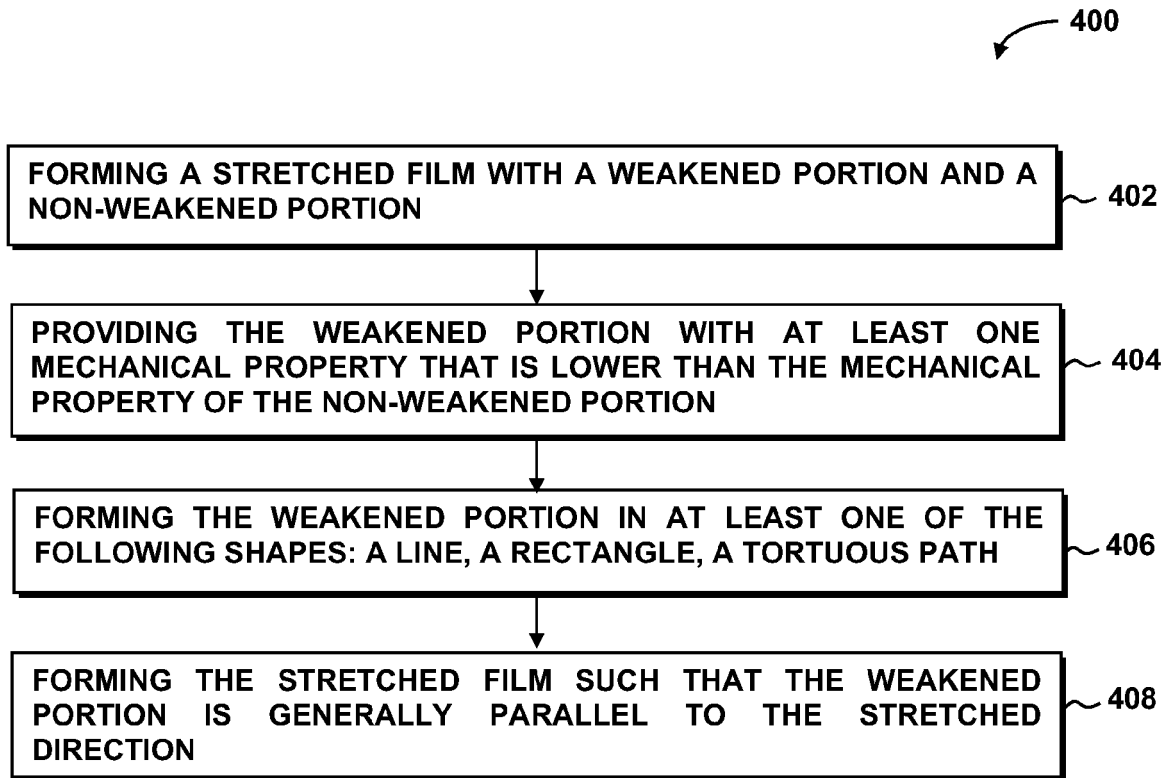 400
FORMING A STRETCHED FILM WITH A WEAKENED PORTION AND A
NON-WEAKENED PORTION
402
PROVIDING THE WEAKENED PORTION WITH AT LEAST ONE
MECHANICAL PROPERTY THAT IS LOWER THAN THE MECHANICAL
PROPERTY OF THE NON-WEAKENED PORTION
404
FORMING THE WEAKENED PORTION IN AT LEAST ONE OF THE
FOLLOWING SHAPES: A LINE, A RECTANGLE, A TORTUOUS PATH
406
FORMING THE STRETCHED FILM SUCH THAT THE WEAKENED
PORTION IS GENERALLY PARALLEL TO THE STRETCHED
DIRECTION
408